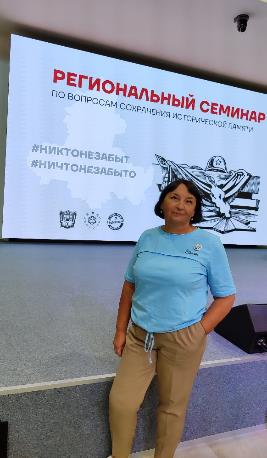 РЕГИОНАЛЬНЫЙ СЕМИНАР
ПО ВОПРОСАМ СОХРАНЕНИЯ ИСТОРИЧЕСКОЙ ПАМЯТИ
#НИКТОНЕЗАБЫТ
#НИЧТОНЕЗАБЫТО